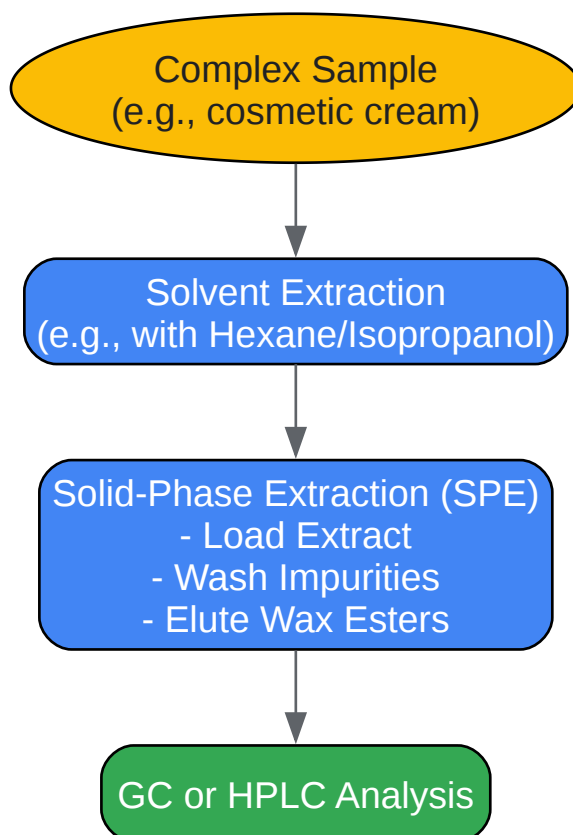 Complex Sample
(e.g., cosmetic cream)
Solvent Extraction
(e.g., with Hexane/Isopropanol)
Solid-Phase Extraction (SPE)
- Load Extract
- Wash Impurities
- Elute Wax Esters
GC or HPLC Analysis